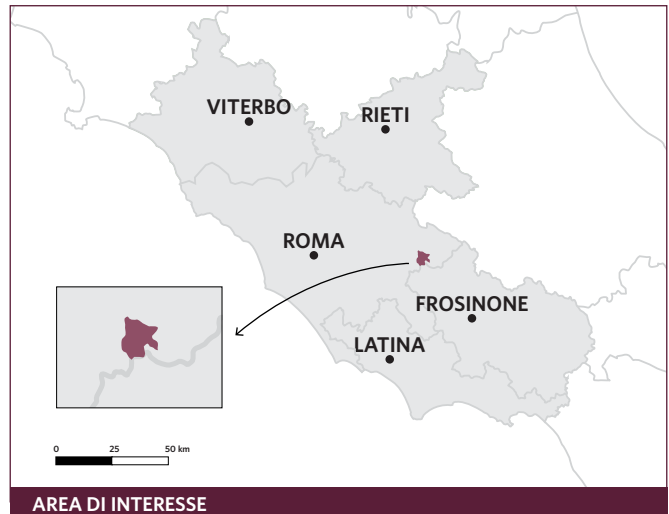 VITERBO
RIETI
ROMA
FROSINONE
LATINA
0 25 50 km
AREA DI INTERESSE